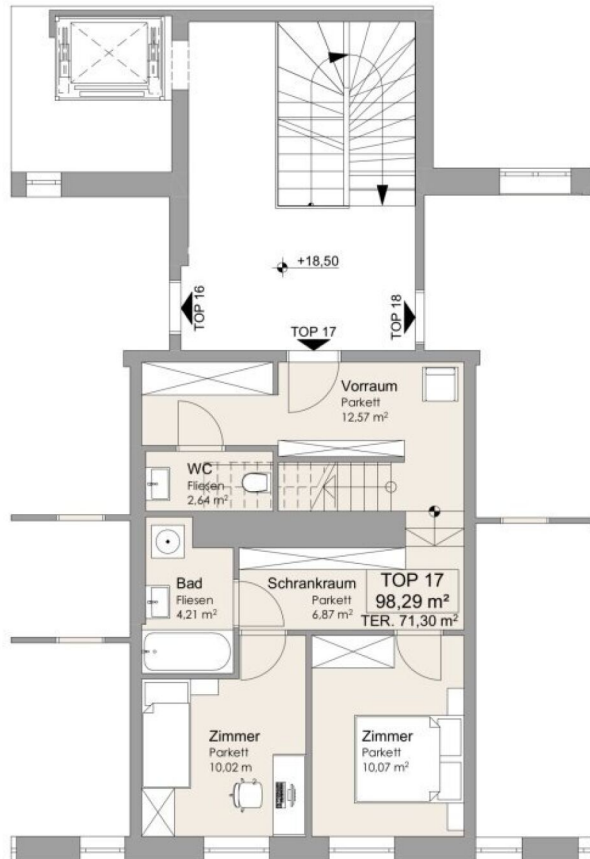 +18,50
TOP 16
TOP 17
TOP 18
Vorraum
Parkett
12,57 m²
WC
Fliesen
2,64 m²
Bad
Fliesen
4,21 m²
Schrankraum
Parkett
6,87 m²
TOP 17
98,29 m²
TER. 71,30 m²
Zimmer
Parkett
10,02 m
Zimmer
Parkett
10,07 m²